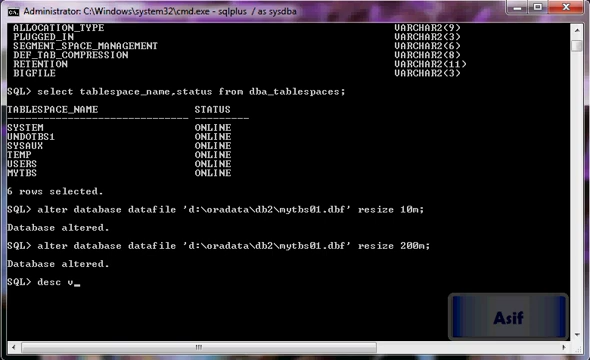 Administrator: C:\Windows\system32\cmd.exe - sqlplus / as sysdba
ALLOCATION_TYPE VARCHAR2(9)
PLUGGED_IN VARCHAR2(3)
SEGMENT_SPACE_MANAGEMENT VARCHAR2(6)
DEF_TAB_COMPRESSION VARCHAR2(8)
RETENTION VARCHAR2(11)
BIGFILE VARCHAR2(3)
SQL> select tablespace_name,status from dba_tablespaces;
TABLESPACE_NAME STATUS
------------------------------ ---------
SYSTEM ONLINE
UNDOTBS1 ONLINE
SYSAUX ONLINE
TEMP ONLINE
USERS ONLINE
MYTBS ONLINE
6 rows selected.
SQL> alter database datafile 'd:\oradata\db2\mytbs01.dbf' resize 10m;
Database altered.
SQL> alter database datafile 'd:\oradata\db2\mytbs01.dbf' resize 200m;
Database altered.
SQL> desc v_
Asif